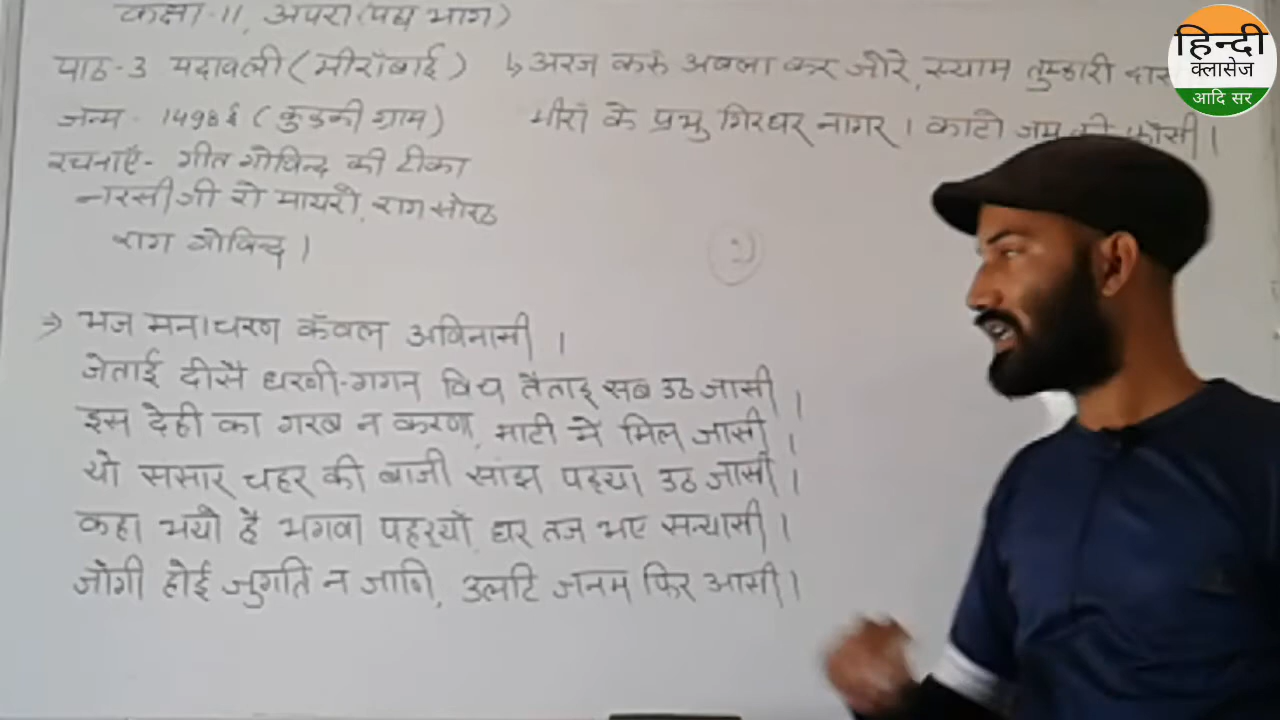 कक्षा-11, अपरा (पद्य भाग)
पाठ-3 पदावली (मीराँबाई)
जन्म - 1498 ई (कुड़की ग्राम)
रचनाएँ - गीत गोविन्द की टीका
नरसी जी रो मायरो, राग सोरठ
राग गोविन्द।
→ भज मना चरण कँवल अविनासी।
जेताई दीसै धरणी-गगन विच तेताइ सब उठ जासी।
इस देही का गरब न करणा, माटी मे मिल जासी।
यो संसार चहर की बाजी सांझ पड्या उठ जासी।
कहा भयो है भगवा पहर्यो, घर तज भए सन्यासी।
जोगी होई जुगति न जाणि, उलटि जनम फिर आसी।
↳ अरज करू अबला कर जोरे, स्याम तुम्हारी
मीराँ के प्रभु गिरधर नागर। काटो जम की फाँसी।
हिन्दी
क्लासेज
आदि सर